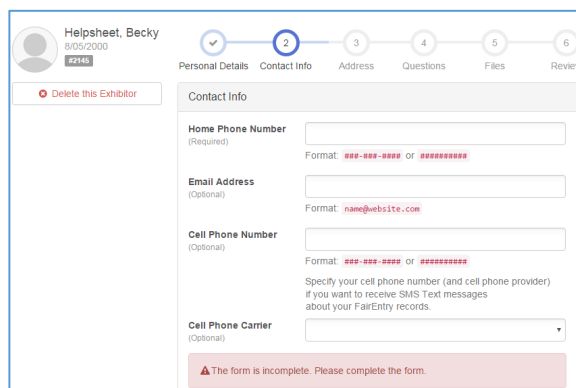 Helpsheet, Becky
8/05/2000
#2145
Delete this Exhibitor
2 3 4 5 6
Personal Details Contact Info Address Questions Files Review
Contact Info
Home Phone Number
(Required)
Format: ###-###-#### or ##########
Email Address
(Optional)
Format: name@website.com
Cell Phone Number
(Optional)
Format: ###-###-#### or ##########
Specify your cell phone number (and cell phone provider)
if you want to receive SMS Text messages
about your FairEntry records.
Cell Phone Carrier
(Optional)
The form is incomplete. Please complete the form.